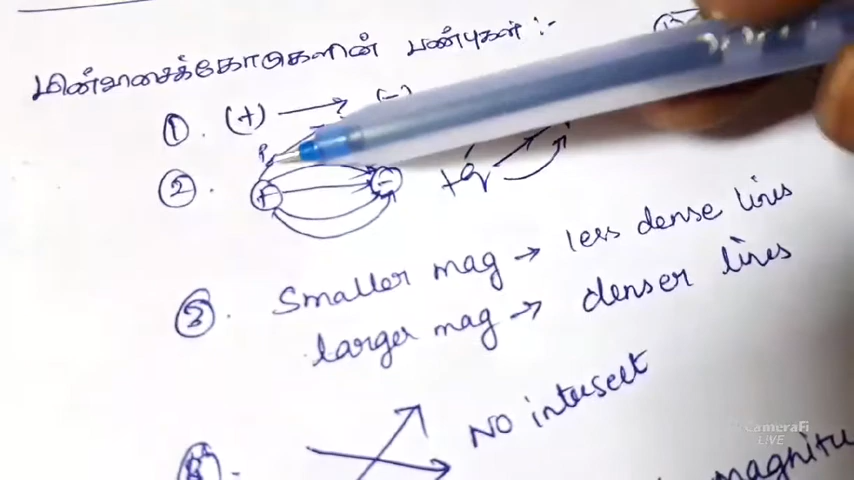 மின்விசைக்கோடுகளின் பண்புகள் :-
① . (+) → (-)
② . + - +q
③ . Smaller mag → less dense lines
larger mag → denser lines
No intersect
magnitu
CameraFi
LIVE